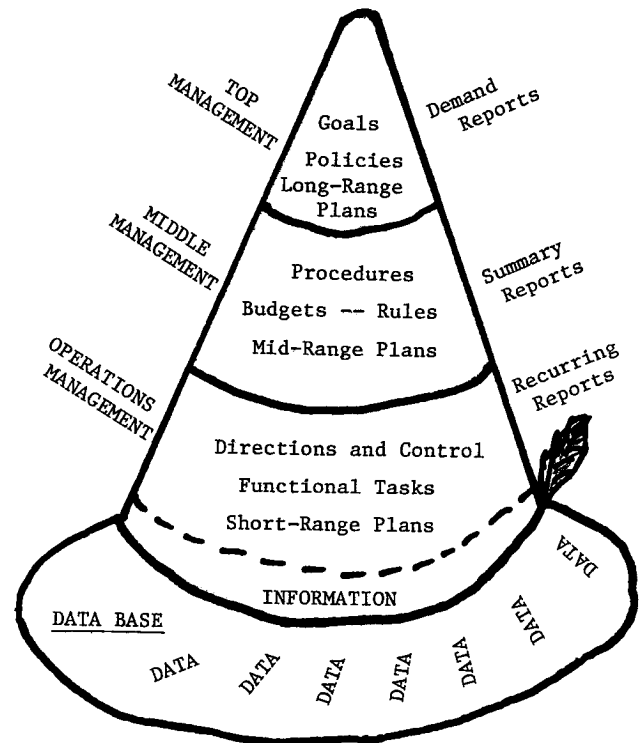 TOP
MANAGEMENT
Demand
Reports
Goals
Policies
Long-Range
Plans
MIDDLE
MANAGEMENT
Summary
Reports
Procedures
Budgets -- Rules
Mid-Range Plans
OPERATIONS
MANAGEMENT
Recurring
Reports
Directions and Control
Functional Tasks
Short-Range Plans
INFORMATION
DATA BASE
DATA
DATA
DATA
DATA
DATA
DATA
DATA